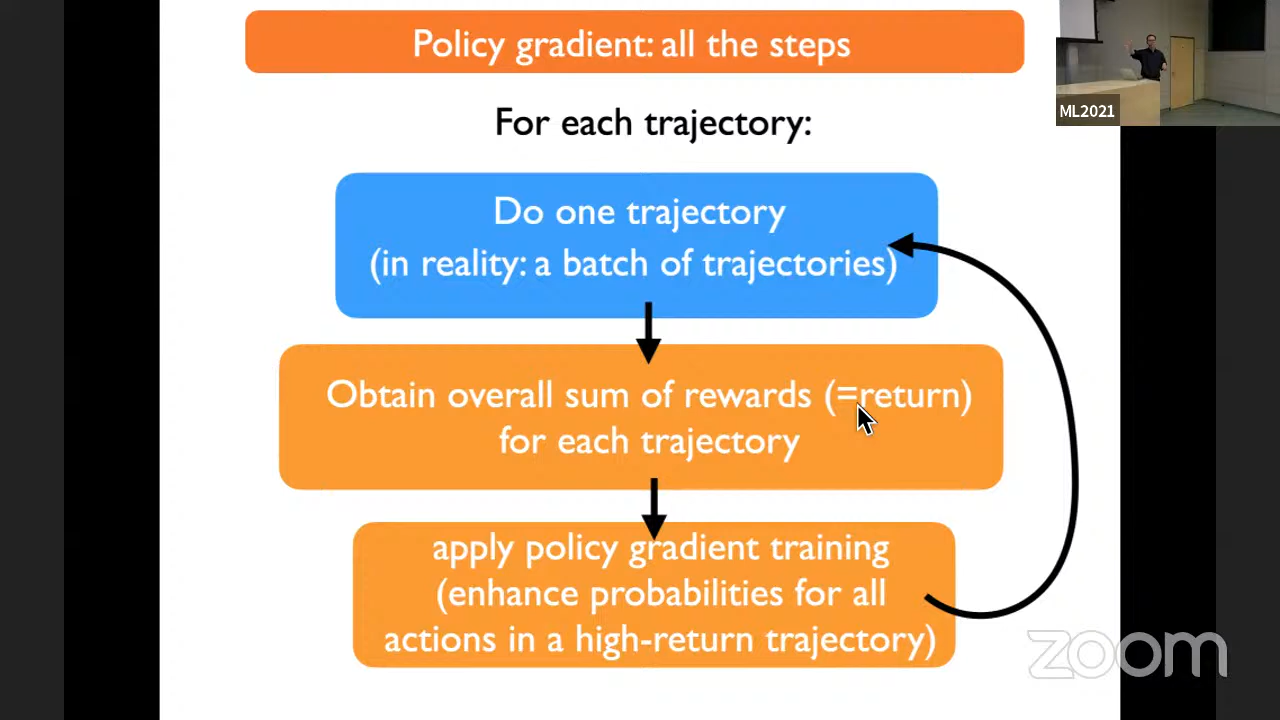 Policy gradient: all the steps
ML2021
For each trajectory:
Do one trajectory
(in reality: a batch of trajectories)
Obtain overall sum of rewards (=return)
for each trajectory
apply policy gradient training
(enhance probabilities for all
actions in a high-return trajectory)
zoom